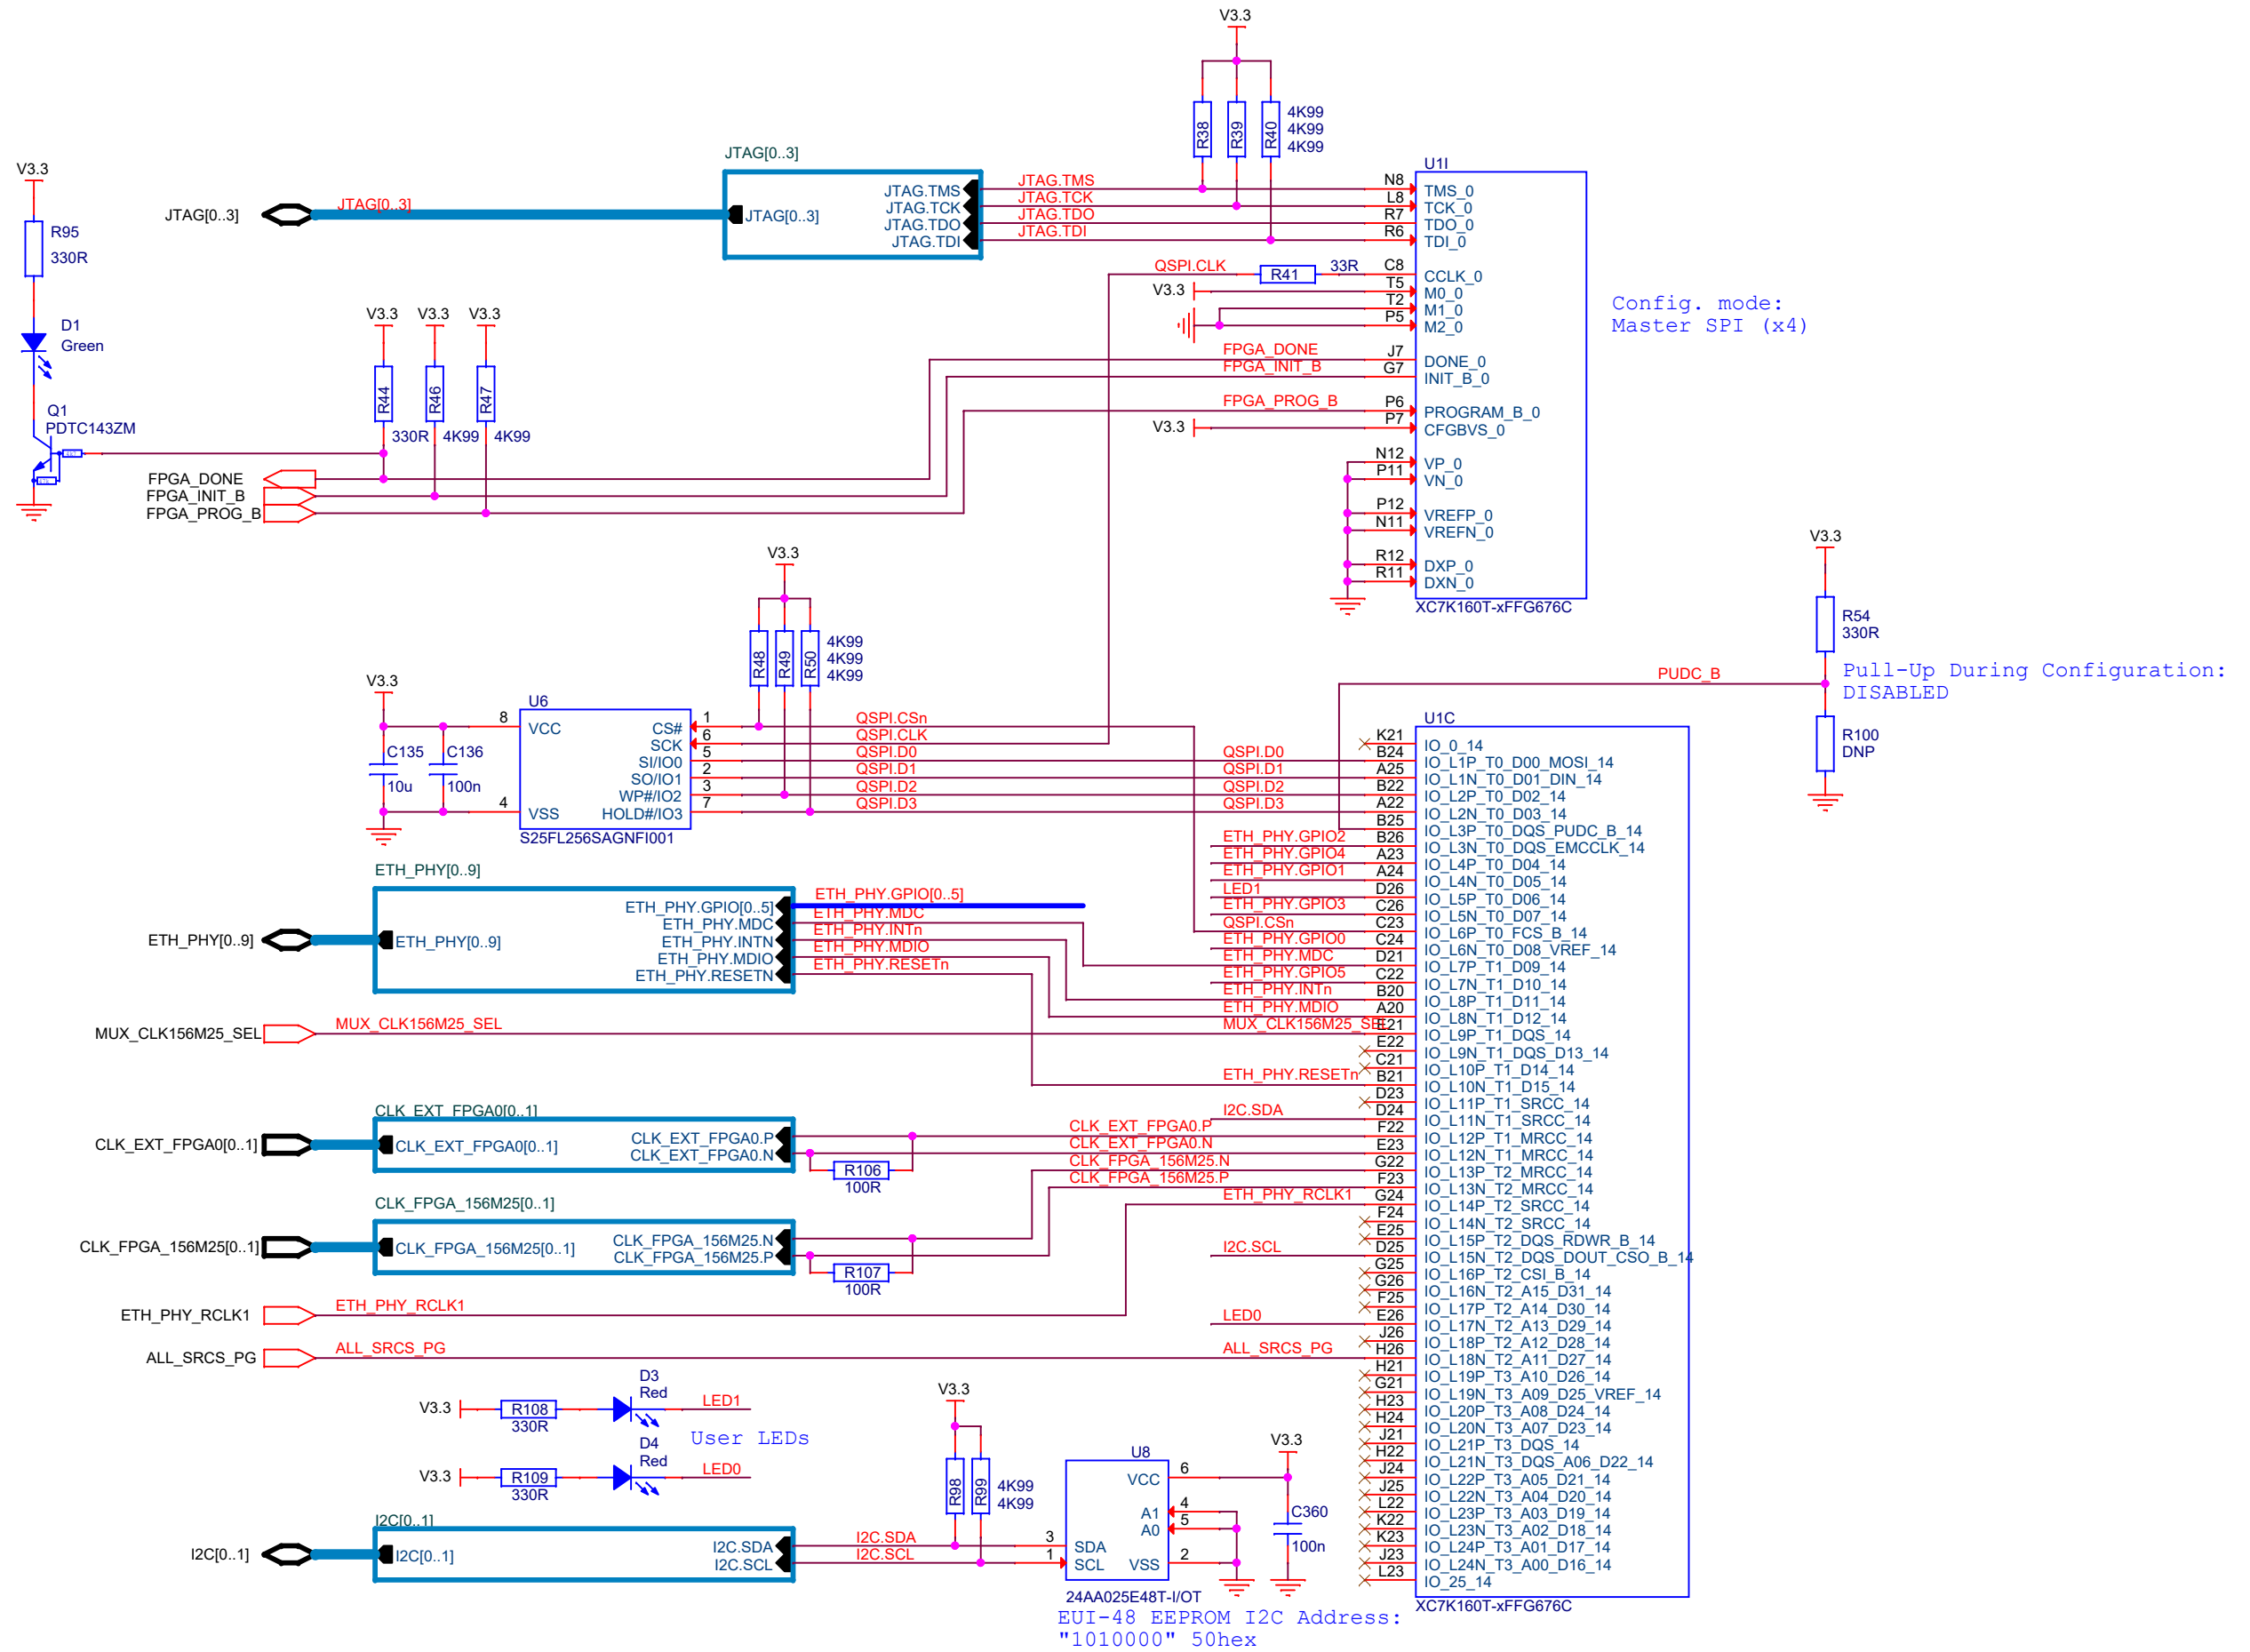 V3.3
R38
R39
R40
4K99
4K99
4K99
JTAG[0..3]
V3.3
R95
330R
D1
Green
Q1
PDTC143ZM
JTAG[0..3]
JTAG[0..3]
JTAG[0..3]
JTAG.TMS
JTAG.TCK
JTAG.TDO
JTAG.TDI
JTAG.TMS
JTAG.TCK
JTAG.TDO
JTAG.TDI
QSPI.CLK
R41
33R
V3.3
FPGA_DONE
FPGA_INIT_B
FPGA_PROG_B
V3.3
U1I
N8 TMS_0
L8 TCK_0
R7 TDO_0
R6 TDI_0
C8 CCLK_0
T5 M0_0
T2 M1_0
P5 M2_0
J7 DONE_0
G7 INIT_B_0
P6 PROGRAM_B_0
P7 CFGBVS_0
N12 VP_0
P11 VN_0
P12 VREFP_0
N11 VREFN_0
R12 DXP_0
R11 DXN_0
XC7K160T-xFFG676C
Config. mode:
Master SPI (x4)
V3.3
V3.3
V3.3
R44
R46
R47
330R
4K99
4K99
FPGA_DONE
FPGA_INIT_B
FPGA_PROG_B
V3.3
R48
R49
R50
4K99
4K99
4K99
V3.3
C135
10u
C136
100n
U6
8 VCC
4 VSS
CS# 1
SCK 6
SI/IO0 5
SO/IO1 2
WP#/IO2 3
HOLD#/IO3 7
S25FL256SAGNFI001
QSPI.CSn
QSPI.CLK
QSPI.D0
QSPI.D1
QSPI.D2
QSPI.D3
V3.3
R54
330R
PUDC_B
Pull-Up During Configuration:
DISABLED
R100
DNP
ETH_PHY[0..9]
ETH_PHY[0..9]
ETH_PHY[0..9]
ETH_PHY.GPIO[0..5]
ETH_PHY.MDC
ETH_PHY.INTN
ETH_PHY.MDIO
ETH_PHY.RESETN
ETH_PHY.GPIO[0..5]
ETH_PHY.MDC
ETH_PHY.INTn
ETH_PHY.MDIO
ETH_PHY.RESETn
MUX_CLK156M25_SEL
MUX_CLK156M25_SEL
CLK_EXT_FPGA0[0..1]
CLK_EXT_FPGA0[0..1]
CLK_EXT_FPGA0[0..1]
CLK_EXT_FPGA0.P
CLK_EXT_FPGA0.N
R106
100R
CLK_FPGA_156M25[0..1]
CLK_FPGA_156M25[0..1]
CLK_FPGA_156M25[0..1]
CLK_FPGA_156M25.N
CLK_FPGA_156M25.P
R107
100R
ETH_PHY_RCLK1
ETH_PHY_RCLK1
ALL_SRCS_PG
ALL_SRCS_PG
QSPI.D0
QSPI.D1
QSPI.D2
QSPI.D3
ETH_PHY.GPIO2
ETH_PHY.GPIO4
ETH_PHY.GPIO1
LED1
ETH_PHY.GPIO3
QSPI.CSn
ETH_PHY.GPIO0
ETH_PHY.MDC
ETH_PHY.GPIO5
ETH_PHY.INTn
ETH_PHY.MDIO
MUX_CLK156M25_SEL
ETH_PHY.RESETn
I2C.SDA
CLK_EXT_FPGA0.P
CLK_EXT_FPGA0.N
CLK_FPGA_156M25.N
CLK_FPGA_156M25.P
ETH_PHY_RCLK1
I2C.SCL
LED0
ALL_SRCS_PG
U1C
K21 IO_0_14
B24 IO_L1P_T0_D00_MOSI_14
A25 IO_L1N_T0_D01_DIN_14
B22 IO_L2P_T0_D02_14
A22 IO_L2N_T0_D03_14
B25 IO_L3P_T0_DQS_PUDC_B_14
B26 IO_L3N_T0_DQS_EMCCLK_14
A23 IO_L4P_T0_D04_14
A24 IO_L4N_T0_D05_14
D26 IO_L5P_T0_D06_14
C26 IO_L5N_T0_D07_14
C23 IO_L6P_T0_FCS_B_14
C24 IO_L6N_T0_D08_VREF_14
D21 IO_L7P_T1_D09_14
C22 IO_L7N_T1_D10_14
B20 IO_L8P_T1_D11_14
A20 IO_L8N_T1_D12_14
E21 IO_L9P_T1_DQS_14
E22 IO_L9N_T1_DQS_D13_14
C21 IO_L10P_T1_D14_14
B21 IO_L10N_T1_D15_14
D23 IO_L11P_T1_SRCC_14
D24 IO_L11N_T1_SRCC_14
F22 IO_L12P_T1_MRCC_14
E23 IO_L12N_T1_MRCC_14
G22 IO_L13P_T2_MRCC_14
F23 IO_L13N_T2_MRCC_14
G24 IO_L14P_T2_SRCC_14
F24 IO_L14N_T2_SRCC_14
E25 IO_L15P_T2_DQS_RDWR_B_14
D25 IO_L15N_T2_DQS_DOUT_CSO_B_14
G25 IO_L16P_T2_CSI_B_14
G26 IO_L16N_T2_A15_D31_14
F25 IO_L17P_T2_A14_D30_14
E26 IO_L17N_T2_A13_D29_14
J26 IO_L18P_T2_A12_D28_14
H26 IO_L18N_T2_A11_D27_14
H21 IO_L19P_T3_A10_D26_14
G21 IO_L19N_T3_A09_D25_VREF_14
H23 IO_L20P_T3_A08_D24_14
H24 IO_L20N_T3_A07_D23_14
J21 IO_L21P_T3_DQS_14
H22 IO_L21N_T3_DQS_A06_D22_14
J24 IO_L22P_T3_A05_D21_14
J25 IO_L22N_T3_A04_D20_14
L22 IO_L23P_T3_A03_D19_14
K22 IO_L23N_T3_A02_D18_14
K23 IO_L24P_T3_A01_D17_14
J23 IO_L24N_T3_A00_D16_14
L23 IO_25_14
XC7K160T-xFFG676C
V3.3
R108
330R
D3
Red
LED1
User LEDs
V3.3
R109
330R
D4
Red
LED0
I2C[0..1]
I2C[0..1]
I2C[0..1]
I2C.SDA
I2C.SCL
I2C.SDA
I2C.SCL
V3.3
R98
R99
4K99
4K99
U8
VCC 6
A1 4
A0 5
3 SDA
1 SCL
VSS 2
24AA025E48T-I/OT
V3.3
C360
100n
EUI-48 EEPROM I2C Address:
"1010000" 50hex